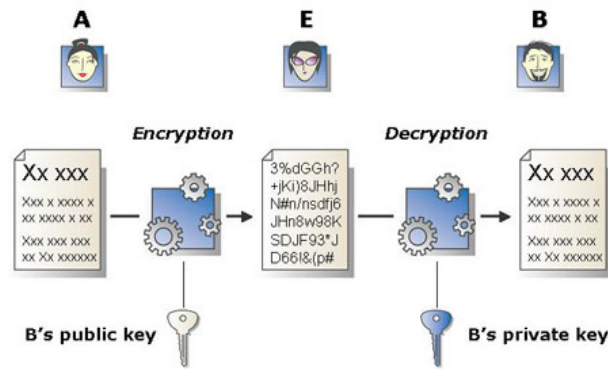 A
E
B
Encryption
Decryption
Xx xxx
Xxx x xxxx x
xx xxxx x xx
Xxx xxx xxx
xx Xx xxxxxx
3%dGGh?
+jKi)8JHhj
N#n/nsdfj6
JHn8w98K
SDJF93*J
D66I&(p#
Xx xxx
Xxx x xxxx x
xx xxxx x xx
Xxx xxx xxx
xx Xx xxxxxx
B's public key
B's private key